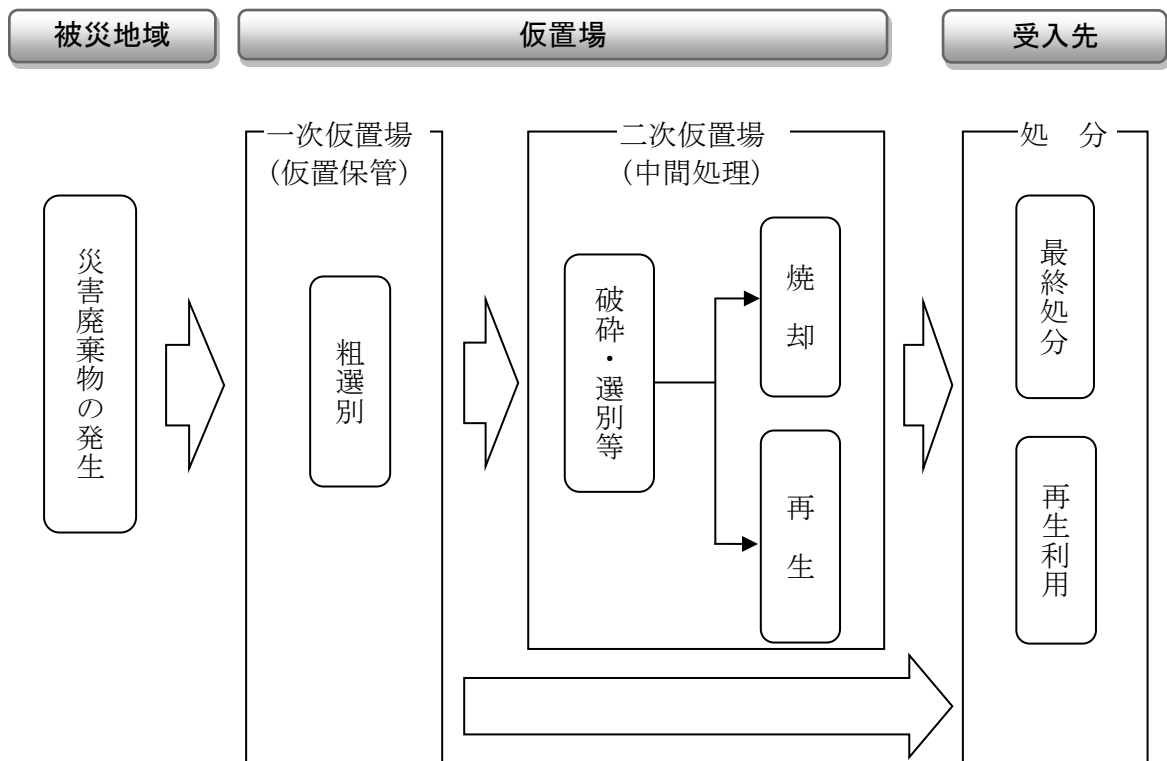 被災地域
仮置場
受入先
一次仮置場
(仮置保管)
二次仮置場
(中間処理)
処　分
災害廃棄物の発生
粗選別
破砕・選別等
焼却
再生
最終処分
再生利用